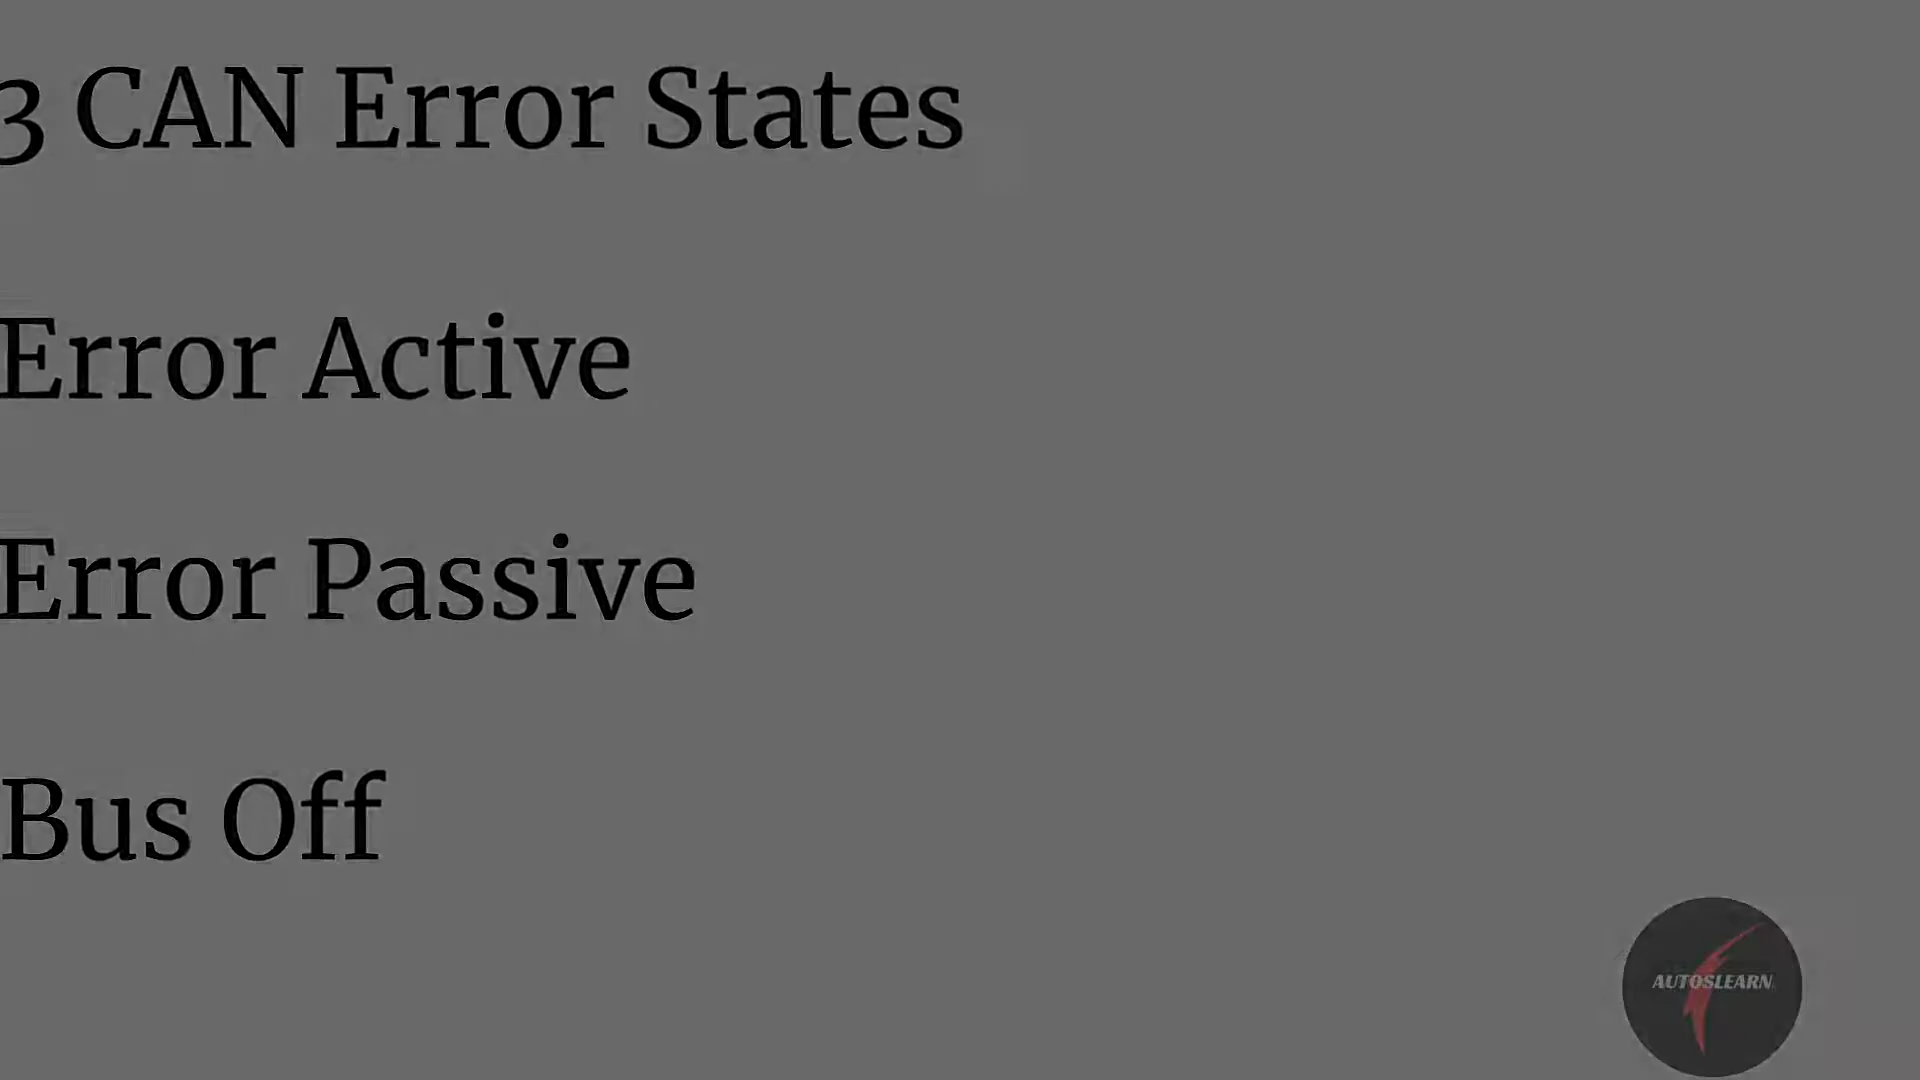 3 CAN Error States
Error Active
Error Passive
Bus Off
AUTOSLEARN